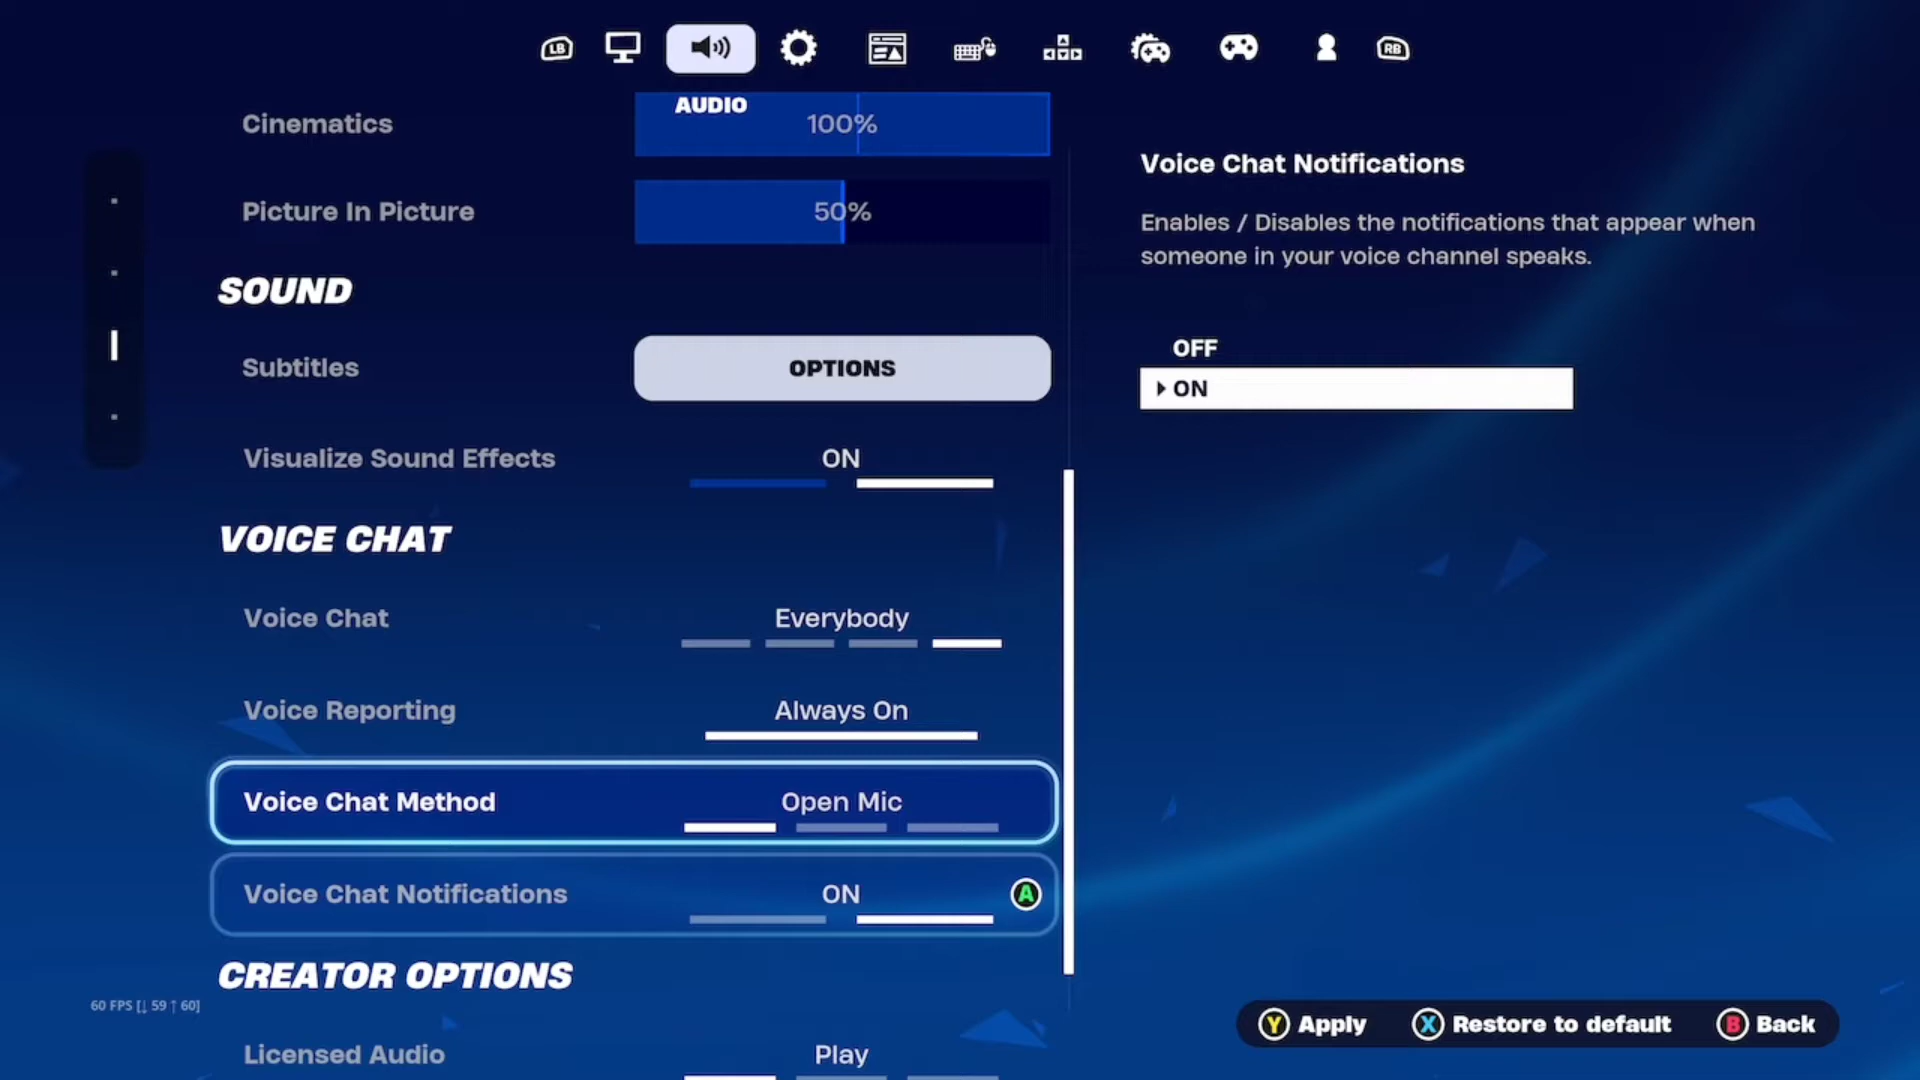 LB
RB
AUDIO
Cinematics
100%
Picture In Picture
50%
SOUND
Subtitles
OPTIONS
Visualize Sound Effects
ON
VOICE CHAT
Voice Chat
Everybody
Voice Reporting
Always On
Voice Chat Method
Open Mic
Voice Chat Notifications
ON
A
CREATOR OPTIONS
Licensed Audio
Play
Voice Chat Notifications
Enables / Disables the notifications that appear when
someone in your voice channel speaks.
OFF
ON
60 FPS [↓ 59 ↑ 60]
Y Apply
X Restore to default
B Back